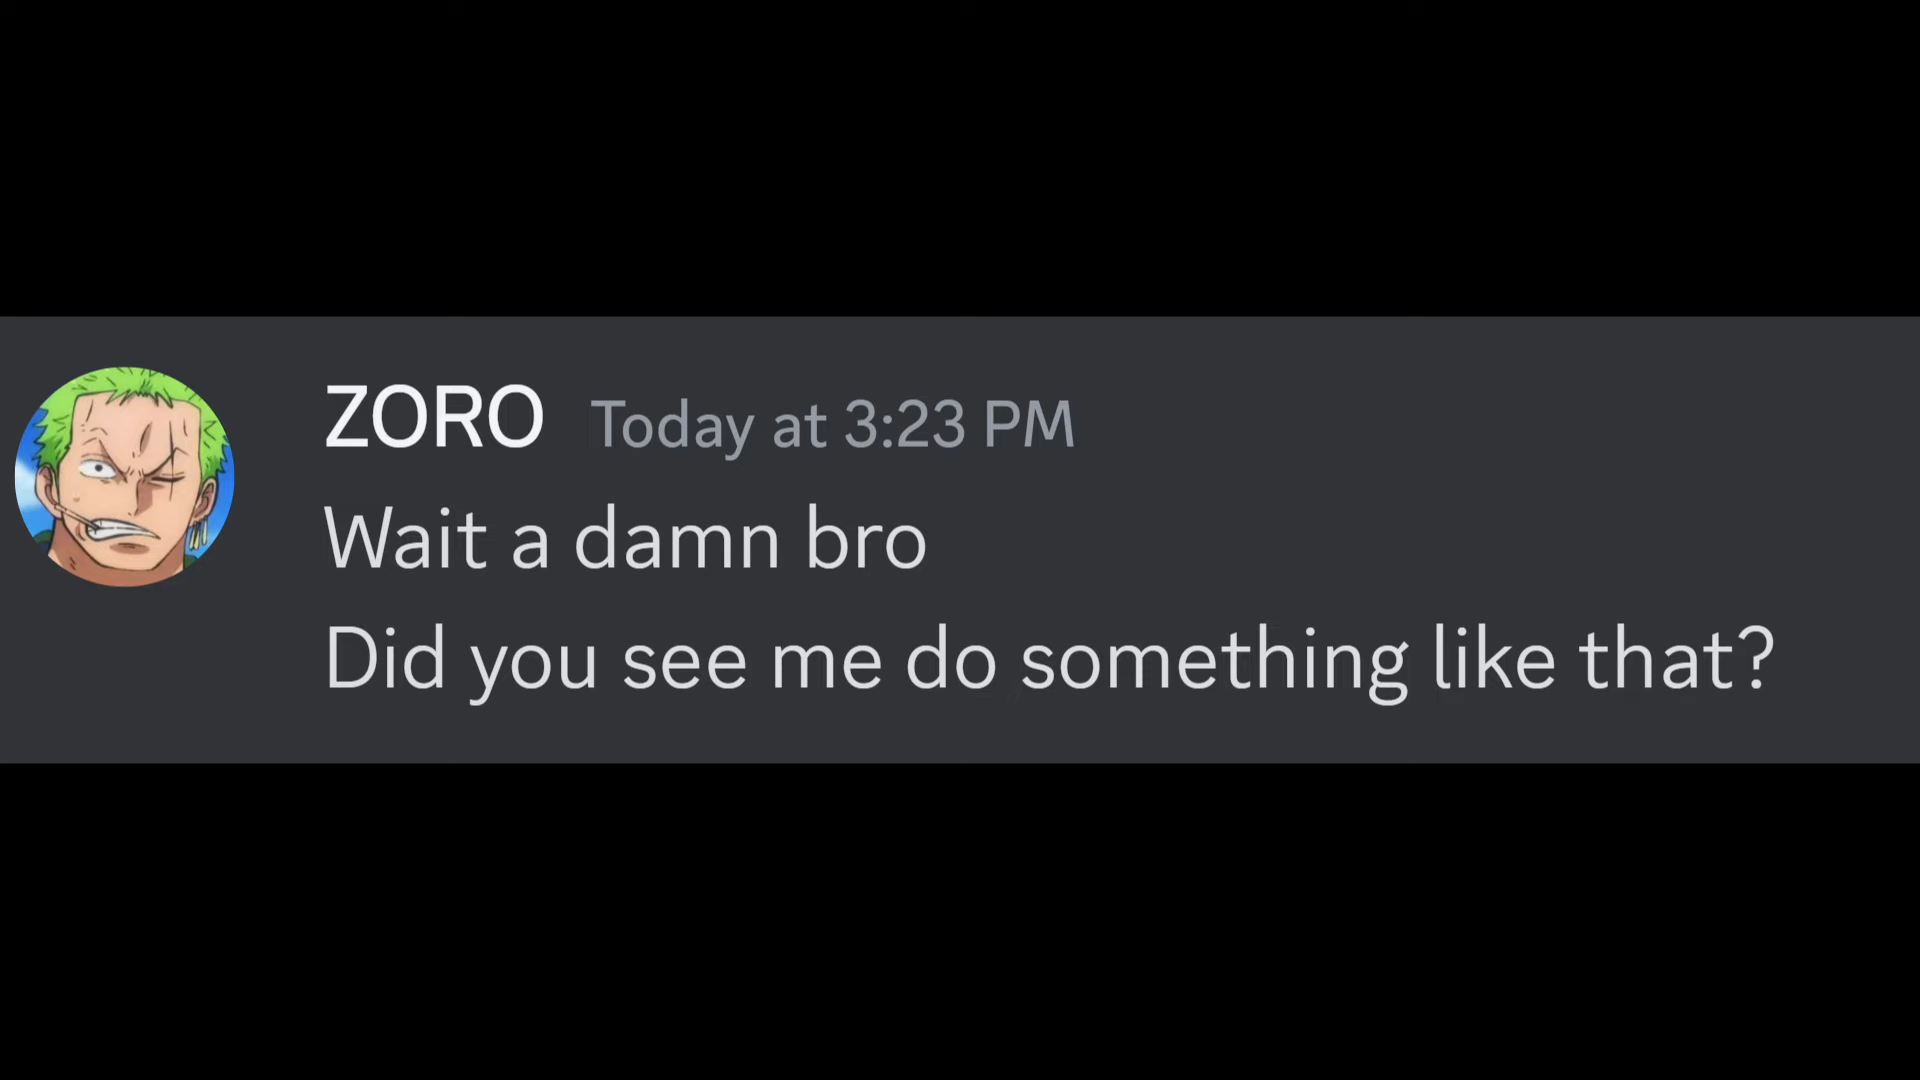 ZORO Today at 3:23 PM
Wait a damn bro
Did you see me do something like that?